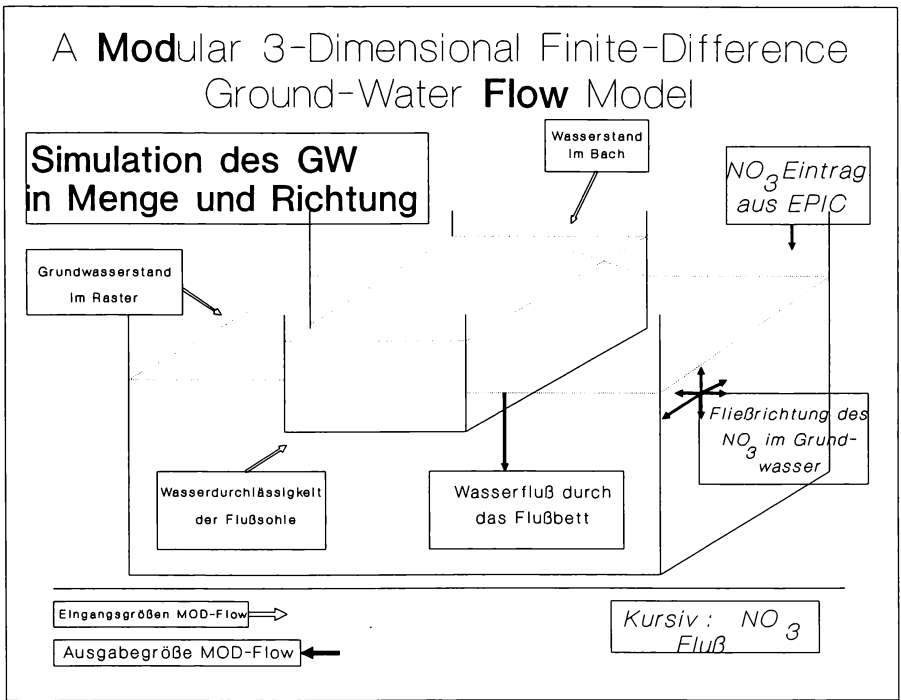 A Modular 3-Dimensional Finite-Difference
Ground-Water Flow Model
Simulation des GW
in Menge und Richtung
Wasserstand
im Bach
NO3 Eintrag
aus EPIC
Grundwasserstand
im Raster
Fließrichtung des
NO3 im Grund-
wasser
Wasserdurchlässigkeit
der Flußsohle
Wasserfluß durch
das Flußbett
Eingangsgrößen MOD-Flow
Ausgabegröße MOD-Flow
Kursiv: NO3
Fluß